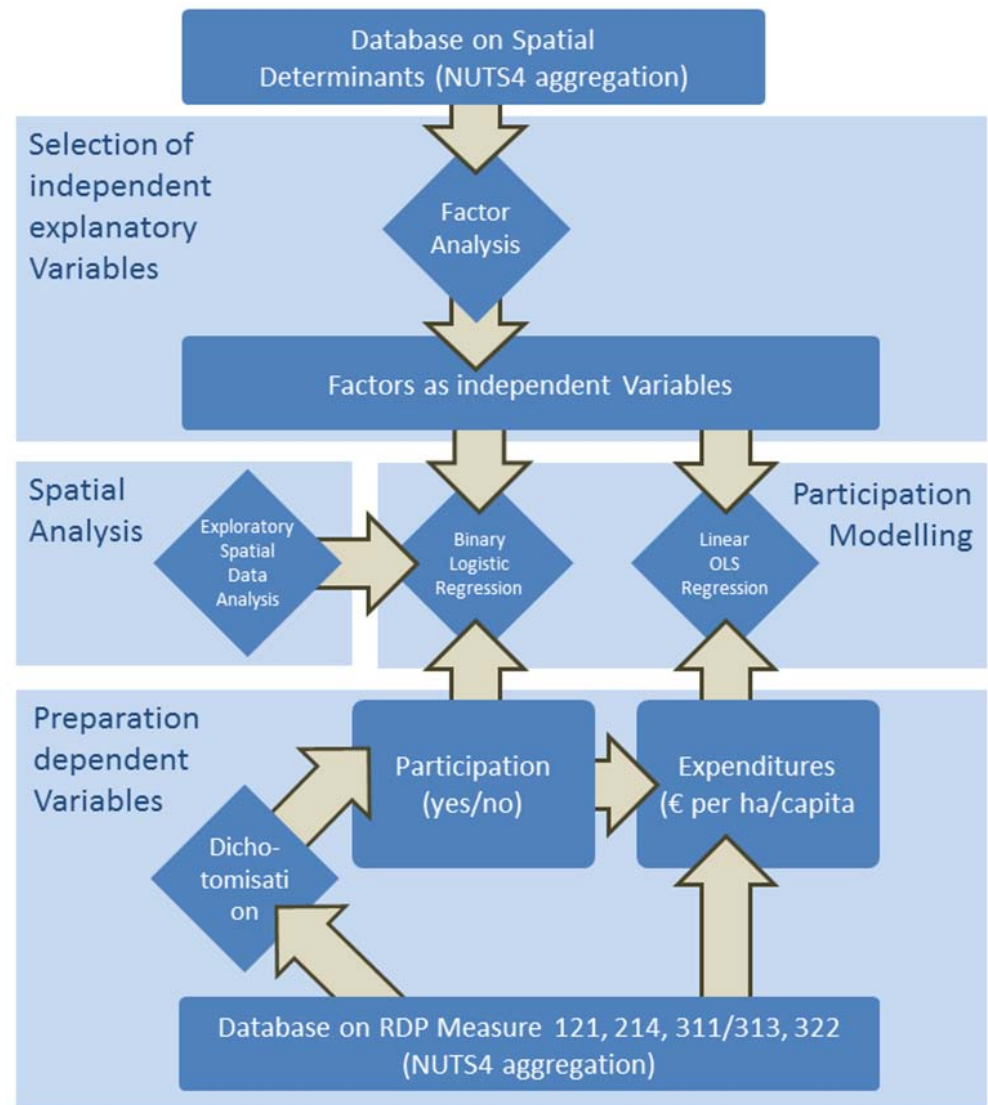 Database on Spatial
Determinants (NUTS4 aggregation)
Selection of
independent
explanatory
Variables
Factor
Analysis
Factors as independent Variables
Spatial
Analysis
Exploratory
Spatial
Data
Analysis
Binary
Logistic
Regression
Linear
OLS
Regression
Participation
Modelling
Preparation
dependent
Variables
Participation
(yes/no)
Expenditures
(€ per ha/capita
Dicho-
tomisati
on
Database on RDP Measure 121, 214, 311/313, 322
(NUTS4 aggregation)